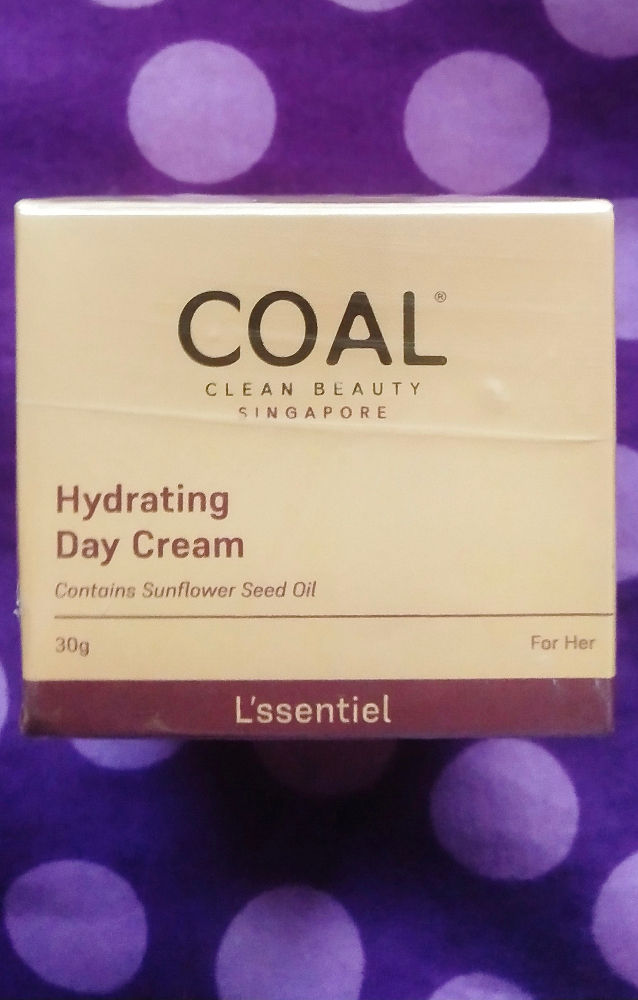 COAL®
CLEAN BEAUTY
SINGAPORE
Hydrating
Day Cream
Contains Sunflower Seed Oil
30g For Her
L'ssentiel